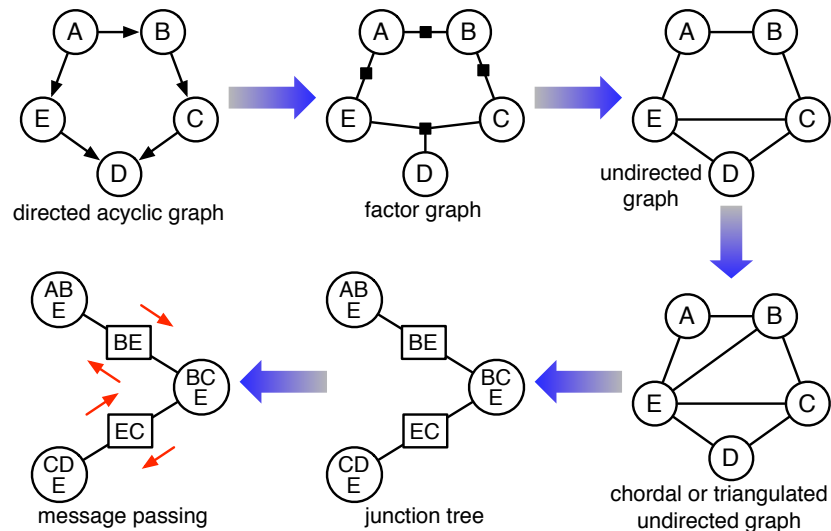 A B
E C
D
directed acyclic graph
A B
E C
D
factor graph
A B
E C
D
undirected
graph
AB
E
BE
BC
E
EC
CD
E
message passing
AB
E
BE
BC
E
EC
CD
E
junction tree
A B
E C
D
chordal or triangulated
undirected graph